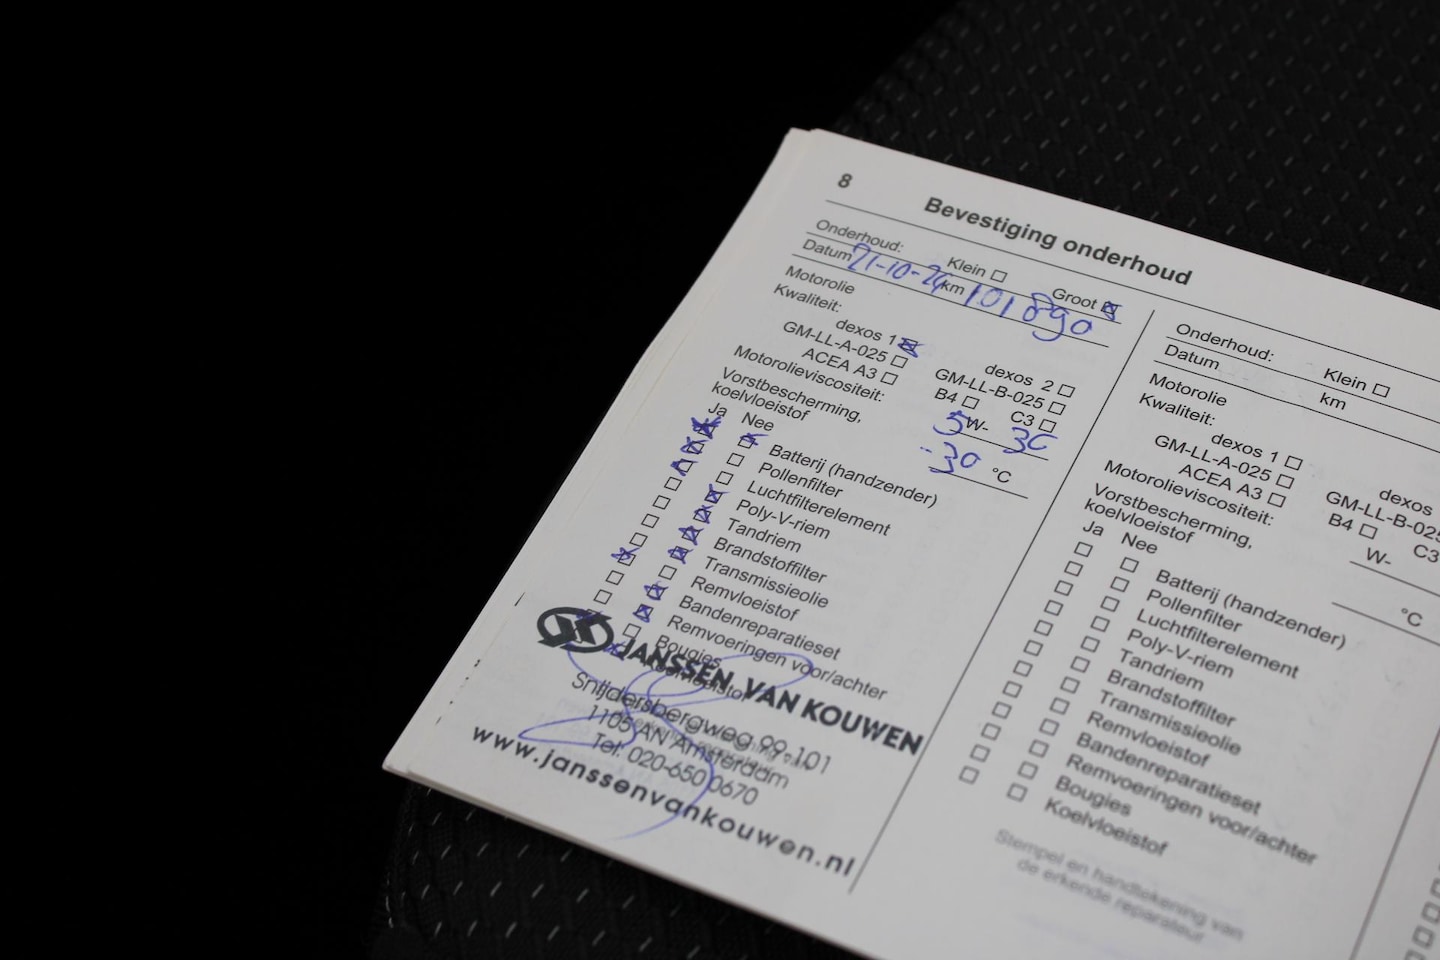 8
Bevestiging onderhoud
Onderhoud: Klein Groot
Datum 21-10-24 km 101890
Motorolie
Kwaliteit:
dexos 1 dexos 2
GM-LL-A-025 GM-LL-B-025
ACEA A3 B4 C3
Motorolieviscositeit: 5W-30
Vorstbescherming,
koelvloeistof -30 °C
Ja Nee
Batterij (handzender)
Pollenfilter
Luchtfilterelement
Poly-V-riem
Tandriem
Brandstoffilter
Transmissieolie
Remvloeistof
Bandenreparatieset
Remvoeringen voor/achter
Bougies
Koelvloeistof
JANSSEN VAN KOUWEN
Snijdersbergweg 99-101
1105 AN Amsterdam
Tel. 020-650 0670
www.janssenvankouwen.nl
Onderhoud: Klein
Datum km
Motorolie
Kwaliteit:
dexos 1 dexos
GM-LL-A-025 GM-LL-B-025
ACEA A3 B4 C3
Motorolieviscositeit: W-
Vorstbescherming,
koelvloeistof °C
Ja Nee
Batterij (handzender)
Pollenfilter
Luchtfilterelement
Poly-V-riem
Tandriem
Brandstoffilter
Transmissieolie
Remvloeistof
Bandenreparatieset
Remvoeringen voor/achter
Bougies
Koelvloeistof
Stempel en handtekening van
de erkende reparateur